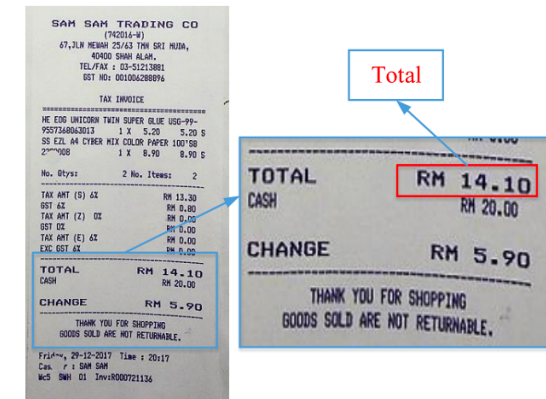 SAM SAM TRADING CO
(742016-W)
67,JLN MEWAH 25/63 TMN SRI MUDA,
40400 SHAH ALAM.
TEL/FAX : 03-51213881
GST NO: 001006288896
TAX INVOICE
HE EDG UNICORN TWIN SUPER GLUE USG-99-
9557368063013 1 X 5.20 5.20 S
SS EZL A4 CYBER MIX COLOR PAPER 100'SB
1 X 8.90 8.90 S
No. Qtys: 2 No. Items: 2
TAX AMT (S) 6% RM 13.30
GST 6% RM 0.80
TAX AMT (Z) 0% RM 0.00
GST 0% RM 0.00
TAX AMT (E) 6% RM 0.00
EXC GST 6% RM 0.00
TOTAL RM 14.10
CASH RM 20.00
CHANGE RM 5.90
THANK YOU FOR SHOPPING
GOODS SOLD ARE NOT RETURNABLE.
29-12-2017 Time : 20:17
: SAM SAM
01 Inv:R000721136
Total
TOTAL RM 14.10
CASH RM 20.00
CHANGE RM 5.90
THANK YOU FOR SHOPPING
GOODS SOLD ARE NOT RETURNABLE.